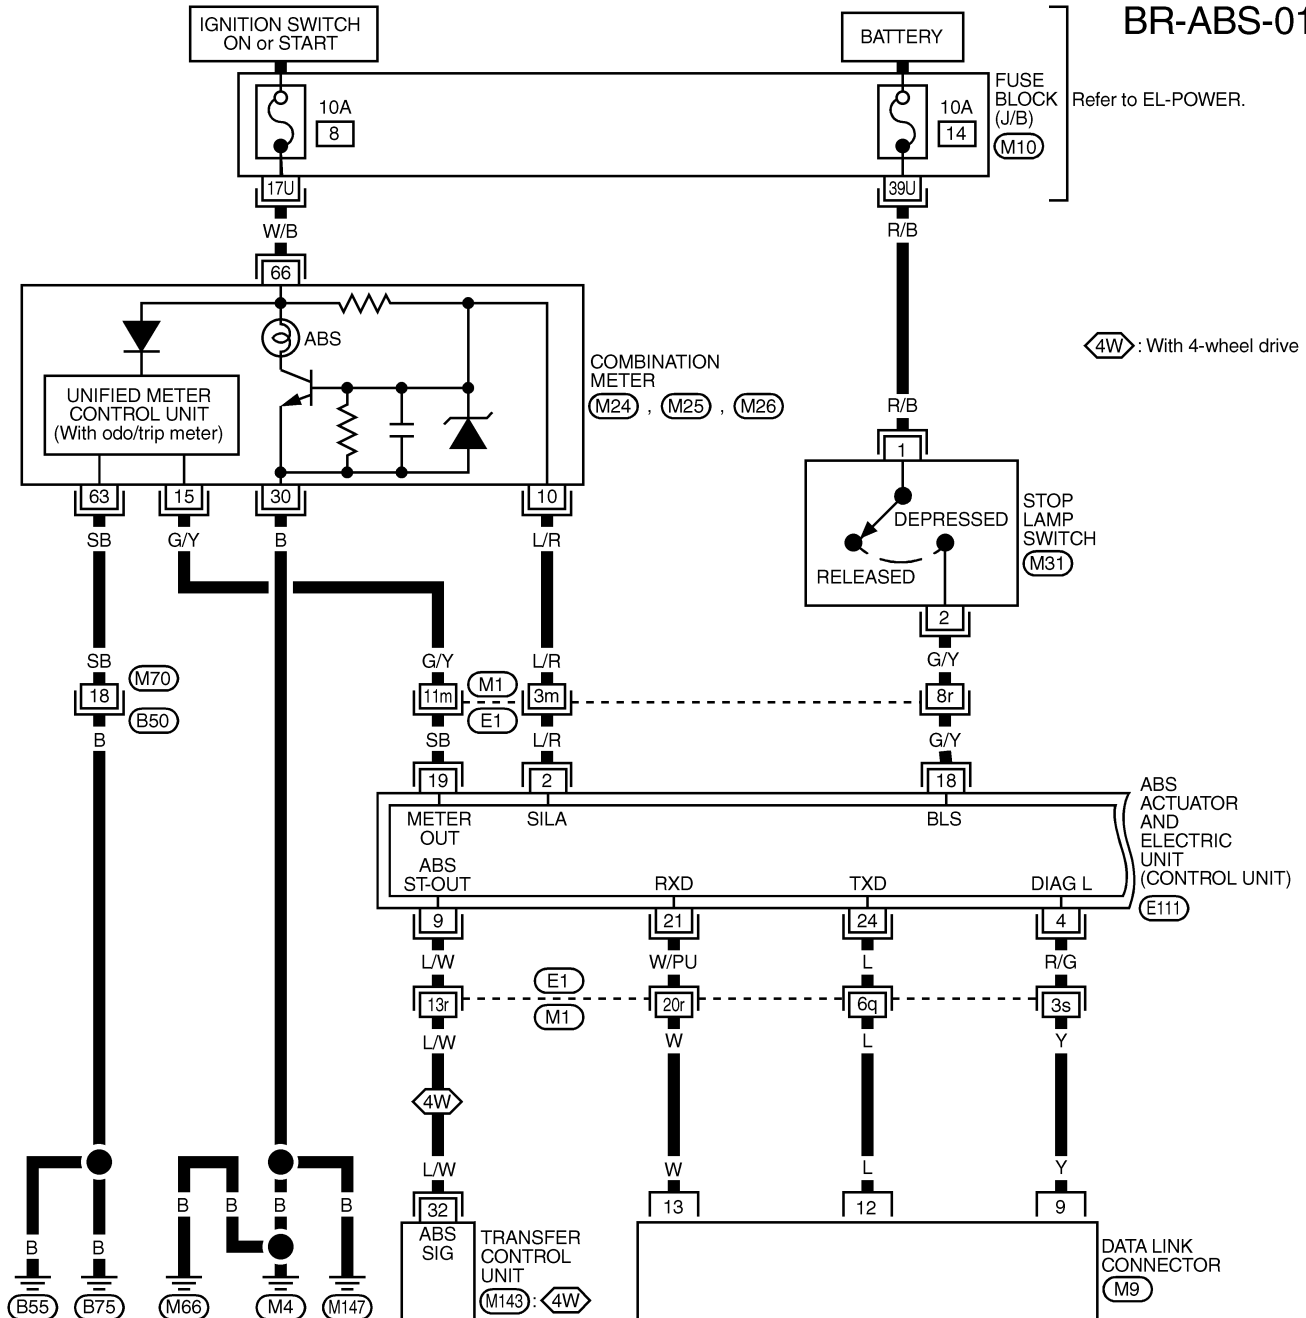 BR-ABS-01
IGNITION SWITCH
ON or START
BATTERY
10A
8
10A
14
FUSE
BLOCK
(J/B)
M10
Refer to EL-POWER.
17U
39U
W/B
R/B
66
ABS
4W : With 4-wheel drive
UNIFIED METER
CONTROL UNIT
(With odo/trip meter)
COMBINATION
METER
M24 , M25 , M26
R/B
1
63
15
30
10
DEPRESSED
RELEASED
STOP
LAMP
SWITCH
M31
SB
G/Y
B
L/R
2
SB
G/Y
L/R
G/Y
18
M70
B50
11m
M1
E1
3m
8r
B
SB
L/R
G/Y
19
2
18
METER
OUT
SILA
BLS
ABS
ST-OUT
RXD
TXD
DIAG L
ABS
ACTUATOR
AND
ELECTRIC
UNIT
(CONTROL UNIT)
E111
9
21
24
4
L/W
W/PU
L
R/G
13r
E1
M1
20r
6q
3s
L/W
W
L
Y
4W
L/W
W
L
Y
B
B
B
B
32
13
12
9
B
B
ABS
SIG
TRANSFER
CONTROL
UNIT
M143 : 4W
DATA LINK
CONNECTOR
M9
B55
B75
M66
M4
M147